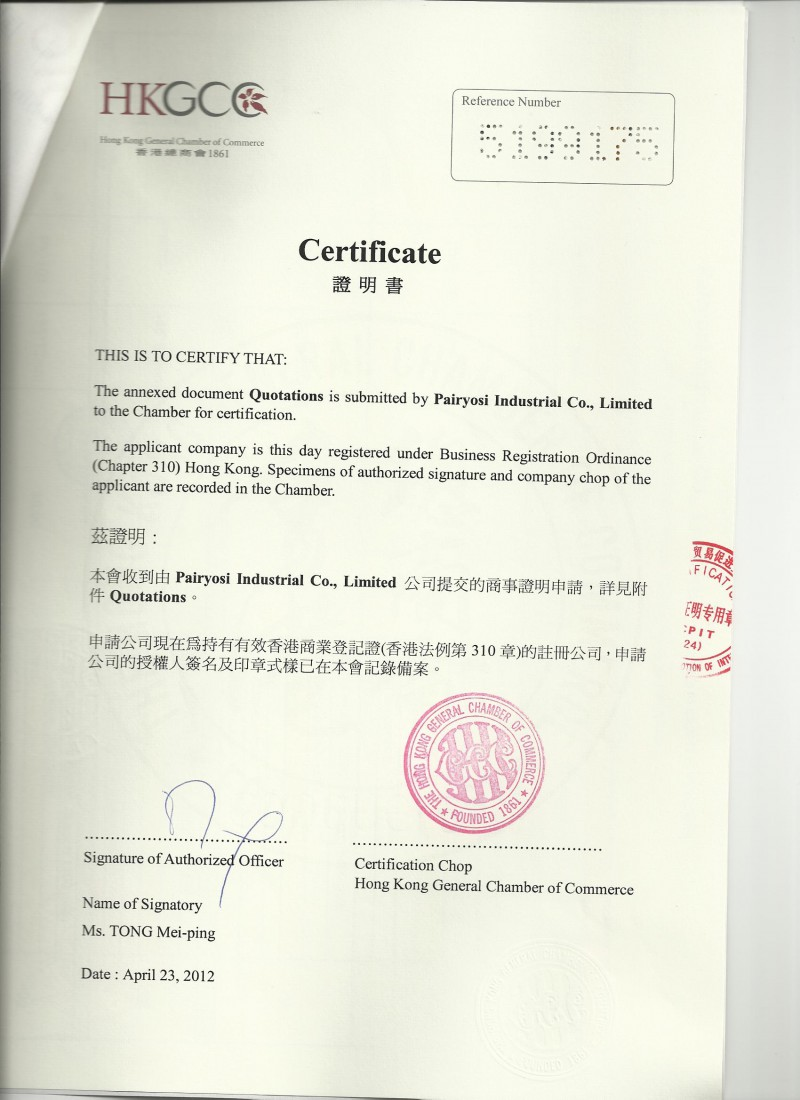 HKGCC
Hong Kong General Chamber of Commerce
香港總商會1861
Reference Number
5199175
Certificate
證明書
THIS IS TO CERTIFY THAT:
The annexed document Quotations is submitted by Pairyosi Industrial Co., Limited
to the Chamber for certification.
The applicant company is this day registered under Business Registration Ordinance
(Chapter 310) Hong Kong. Specimens of authorized signature and company chop of the
applicant are recorded in the Chamber.
茲證明：
本會收到由 Pairyosi Industrial Co., Limited 公司提交的商事證明申請，詳見附
件 Quotations。
申請公司現在爲持有有效香港商業登記證(香港法例第 310 章)的註冊公司，申請
公司的授權人簽名及印章式樣已在本會記錄備案。
贸易促进
IFICATI
证明专用章
CPIT
24)
TION OF INT
THE HONG KONG GENERAL CHAMBER OF COMMERCE
★ FOUNDED 1861 ★
Signature of Authorized Officer
Certification Chop
Hong Kong General Chamber of Commerce
Name of Signatory
Ms. TONG Mei-ping
Date : April 23, 2012